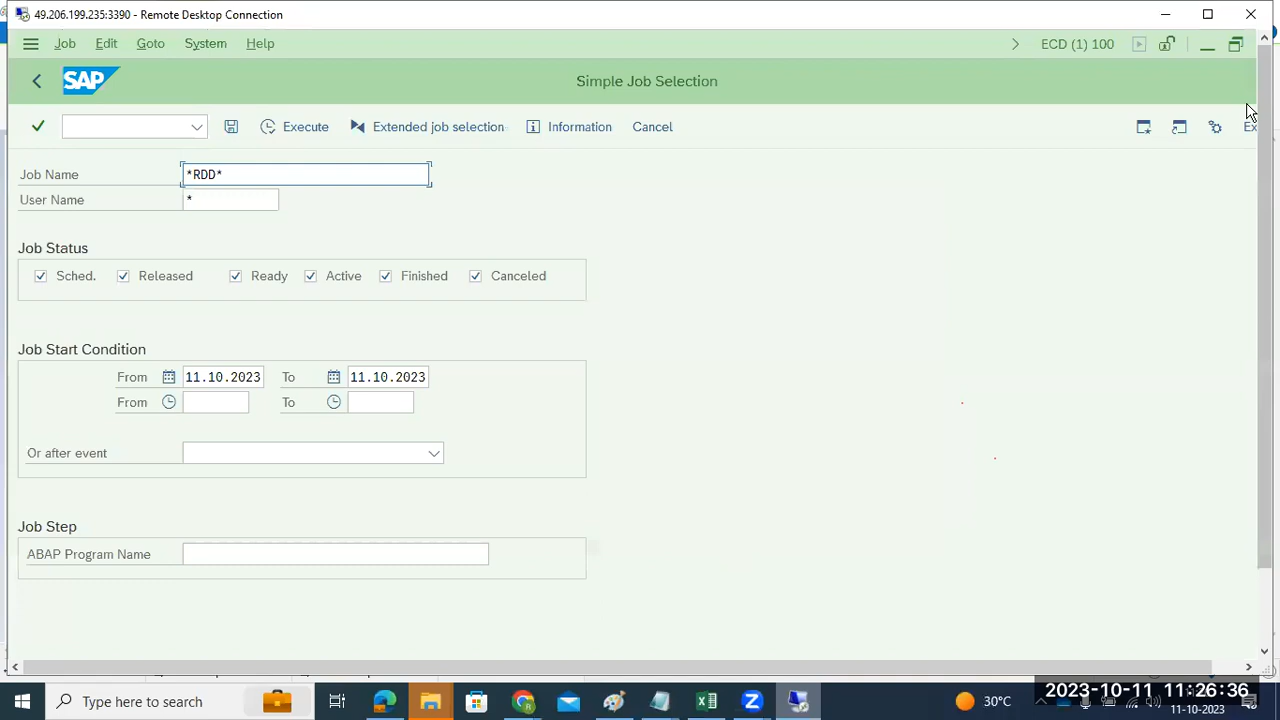 49.206.199.235:3390 - Remote Desktop Connection
Job Edit Goto System Help ECD (1) 100
SAP Simple Job Selection
Execute Extended job selection Information Cancel Ex
Job Name *RDD*
User Name *
Job Status
Sched. Released Ready Active Finished Canceled
Job Start Condition
From 11.10.2023 To 11.10.2023
From To
Or after event
Job Step
ABAP Program Name
Type here to search 30°C 2023-10-11 11:26:36
11-10-2023